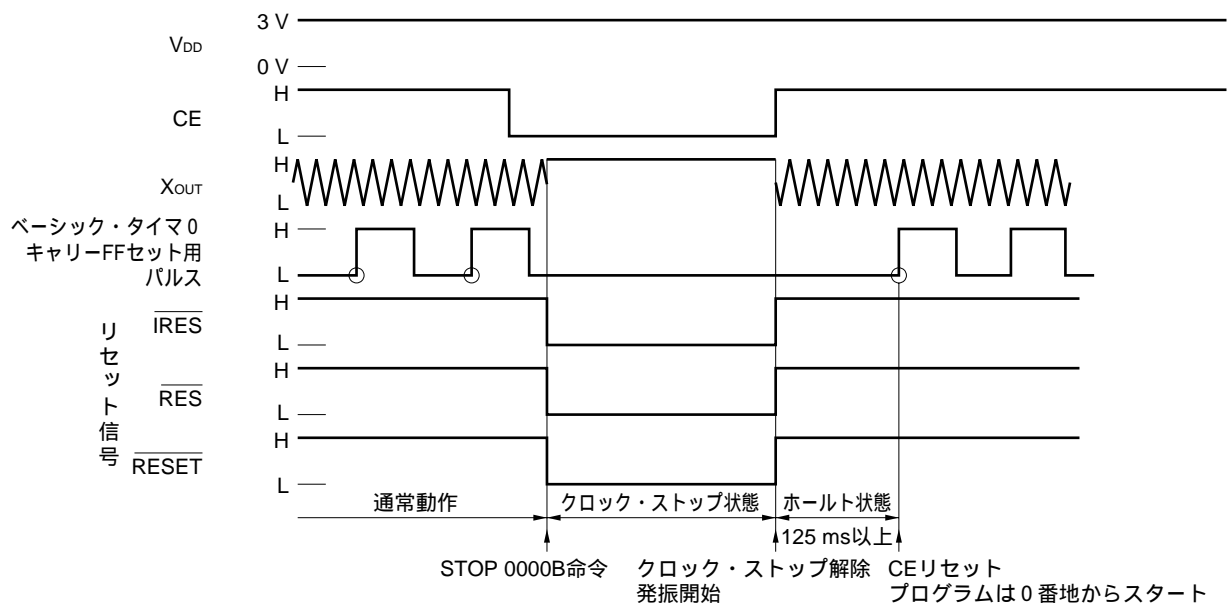 3 V
VDD
0 V
H
CE
L
H
XOUT
L
ベーシック・タイマ0
キャリーFFセット用
パルス
H
L
リセット信号
H
IRES
L
H
RES
L
H
RESET
L
通常動作
クロック・ストップ状態
ホールト状態
125 ms以上
STOP 0000B命令
クロック・ストップ解除
発振開始
CEリセット
プログラムは0番地からスタート